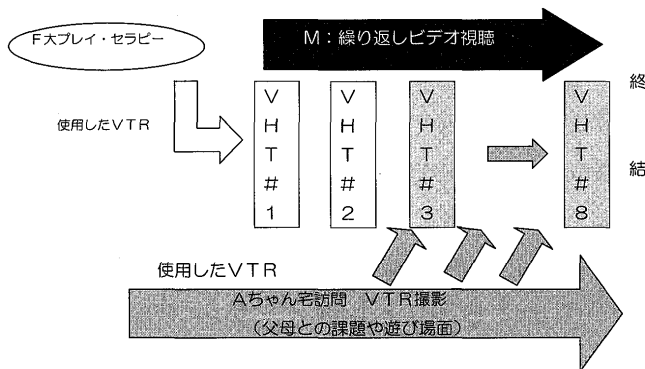 F大プレイ・セラピー
M:繰り返しビデオ視聴
使用したVTR
VHT#1
VHT#2
VHT#3
VHT#8
終結
使用したVTR
Aちゃん宅訪問 VTR撮影
(父母との課題や遊び場面)